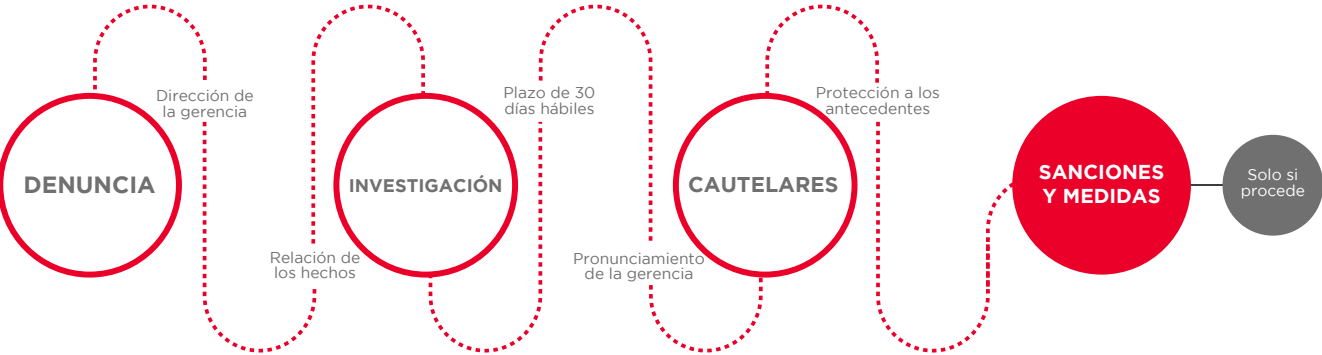 DENUNCIA
Dirección de
la gerencia
Relación de
los hechos
INVESTIGACIÓN
Plazo de 30
días hábiles
Pronunciamiento
de la gerencia
CAUTELARES
Protección a los
antecedentes
SANCIONES
Y MEDIDAS
Solo si
procede